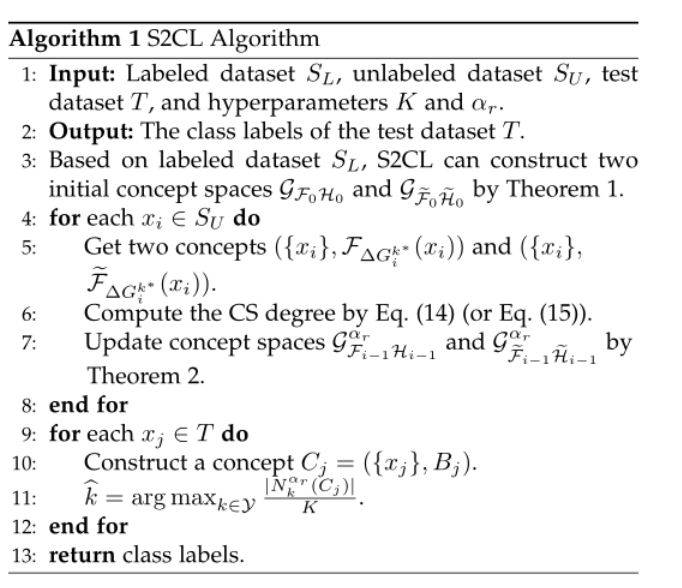 Algorithm 1 S2CL Algorithm
1: Input: Labeled dataset $S_L$, unlabeled dataset $S_U$, test
dataset $T$, and hyperparameters $K$ and $\alpha_r$.
2: Output: The class labels of the test dataset $T$.
3: Based on labeled dataset $S_L$, S2CL can construct two
initial concept spaces $\mathcal{G}_{\mathcal{F}_0\mathcal{H}_0}$ and $\mathcal{G}_{\widetilde{\mathcal{F}}_0\widetilde{\mathcal{H}}_0}$ by Theorem 1.
4: for each $x_i \in S_U$ do
5: Get two concepts $(\{x_i\}, \mathcal{F}_{\Delta G_i^{k^*}}(x_i))$ and $(\{x_i\},$
$\widetilde{\mathcal{F}}_{\Delta G_i^{k^*}}(x_i))$.
6: Compute the CS degree by Eq. (14) (or Eq. (15)).
7: Update concept spaces $\mathcal{G}^{\alpha_r}_{\mathcal{F}_{i-1}\mathcal{H}_{i-1}}$ and $\mathcal{G}^{\alpha_r}_{\widetilde{\mathcal{F}}_{i-1}\widetilde{\mathcal{H}}_{i-1}}$ by
Theorem 2.
8: end for
9: for each $x_j \in T$ do
10: Construct a concept $C_j = (\{x_j\}, B_j)$.
11: $\widehat{k} = \arg\max_{k \in \mathcal{Y}} \frac{|N_k^{\alpha_r}(C_j)|}{K}$.
12: end for
13: return class labels.